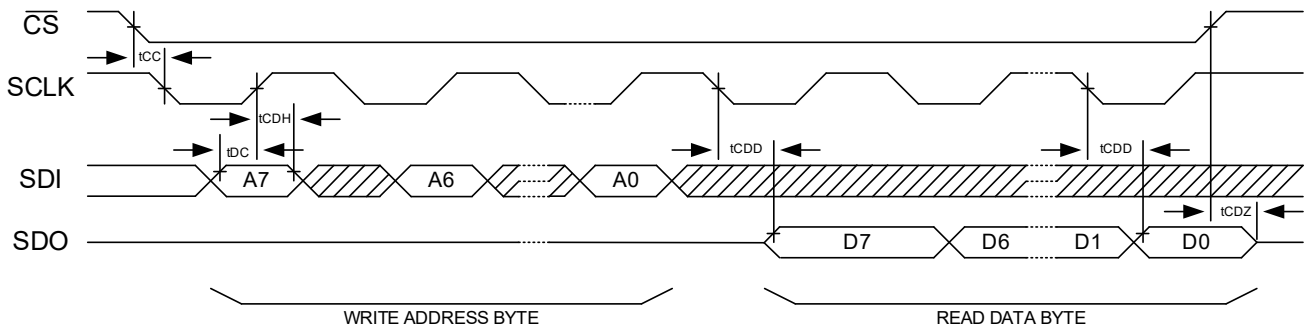 CS
tCC
SCLK
tCDH
tDC
tCDD
tCDD
SDI
A7
A6
A0
tCDZ
SDO
D7
D6
D1
D0
WRITE ADDRESS BYTE
READ DATA BYTE